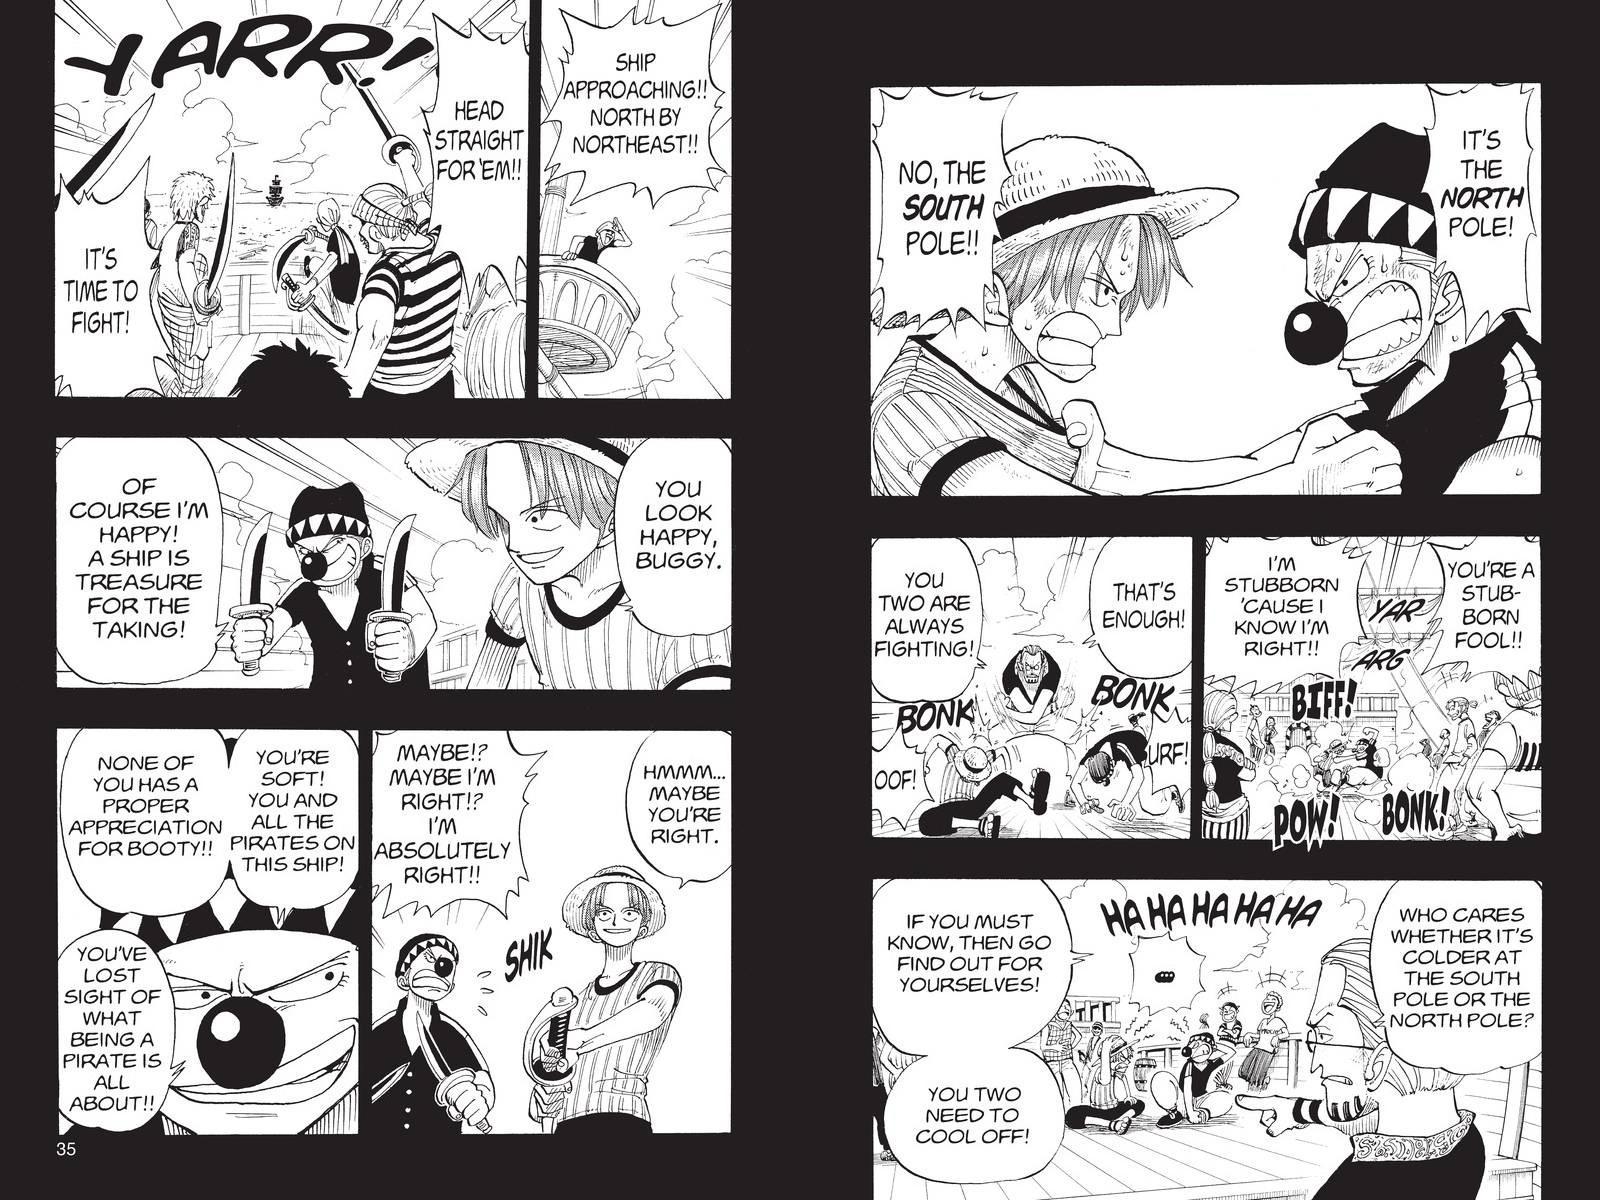 IT'S
THE
NORTH
POLE!
NO, THE
SOUTH
POLE!!
YOU'RE A
STUB-
BORN
FOOL!!
I'M
STUBBORN
'CAUSE I
KNOW I'M
RIGHT!!
YAR
ARG
BIFF!
POW!
BONK!
THAT'S
ENOUGH!
YOU
TWO ARE
ALWAYS
FIGHTING!
BONK
BONK
URF!
OOF!
WHO CARES
WHETHER IT'S
COLDER AT
THE SOUTH
POLE OR THE
NORTH POLE?
HA HA HA HA HA HA
...
IF YOU MUST
KNOW, THEN GO
FIND OUT FOR
YOURSELVES!
YOU TWO
NEED TO
COOL OFF!
SHIP
APPROACHING!!
NORTH BY
NORTHEAST!!
YARR!
HEAD
STRAIGHT
FOR 'EM!!
IT'S
TIME TO
FIGHT!
YOU
LOOK
HAPPY,
BUGGY.
OF
COURSE I'M
HAPPY!
A SHIP IS
TREASURE
FOR THE
TAKING!
HMMM...
MAYBE
YOU'RE
RIGHT.
MAYBE!?
MAYBE I'M
RIGHT!?
I'M
ABSOLUTELY
RIGHT!!
SHIK
YOU'RE
SOFT!
YOU AND
ALL THE
PIRATES ON
THIS SHIP!
NONE OF
YOU HAS A
PROPER
APPRECIATION
FOR BOOTY!!
YOU'VE
LOST
SIGHT OF
WHAT
BEING A
PIRATE IS
ALL
ABOUT!!
35